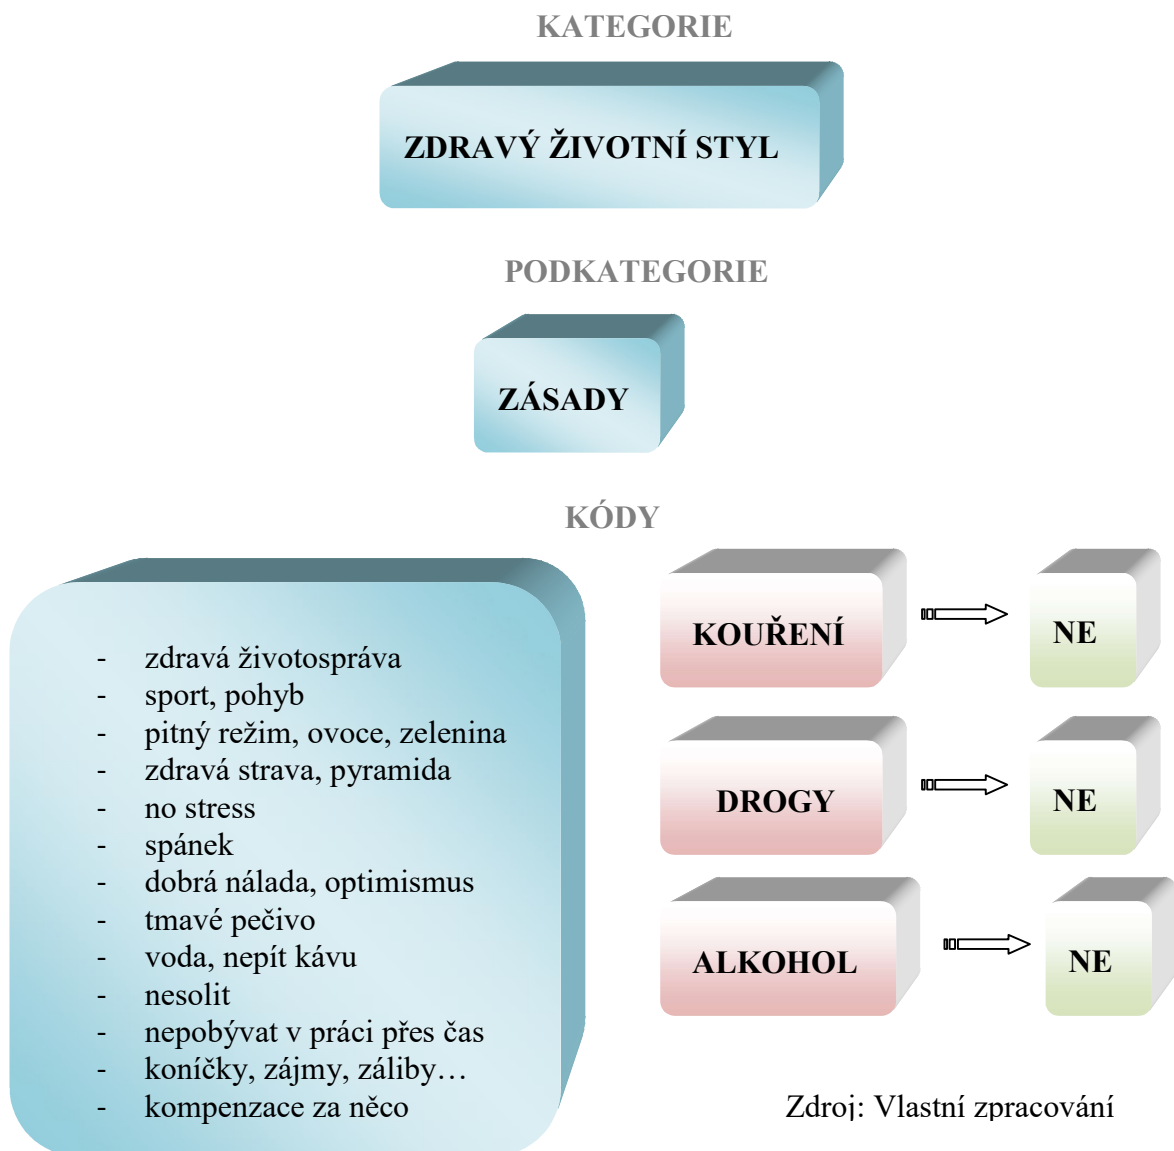 KATEGORIE
ZDRAVÝ ŽIVOTNÍ STYL
PODKATEGORIE
ZÁSADY
KÓDY
- zdravá životospráva
- sport, pohyb
- pitný režim, ovoce, zelenina
- zdravá strava, pyramida
- no stress
- spánek
- dobrá nálada, optimismus
- tmavé pečivo
- voda, nepít kávu
- nesolit
- nepobývat v práci přes čas
- koníčky, zájmy, záliby…
- kompenzace za něco
KOUŘENÍ
NE
DROGY
NE
ALKOHOL
NE
Zdroj: Vlastní zpracování